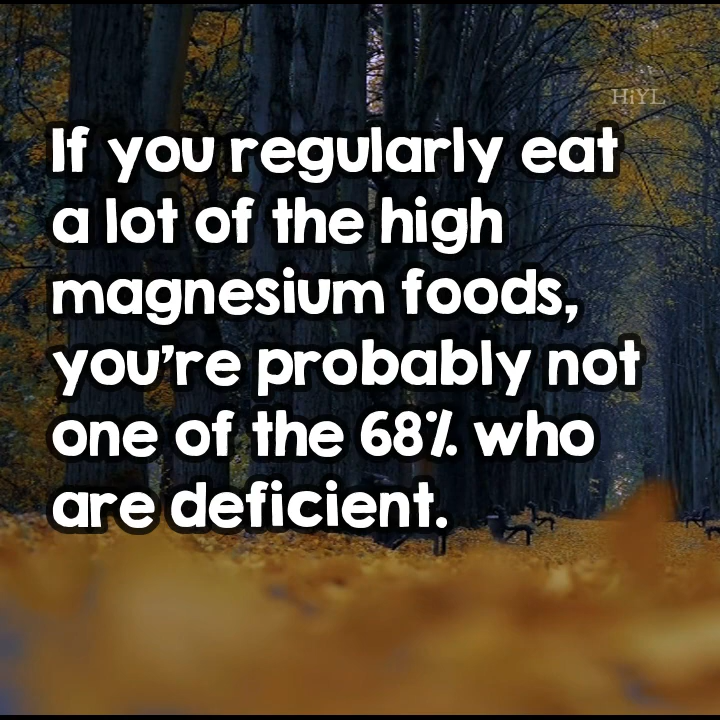 HiYL
If you regularly eat
a lot of the high
magnesium foods,
you're probably not
one of the 68% who
are deficient.